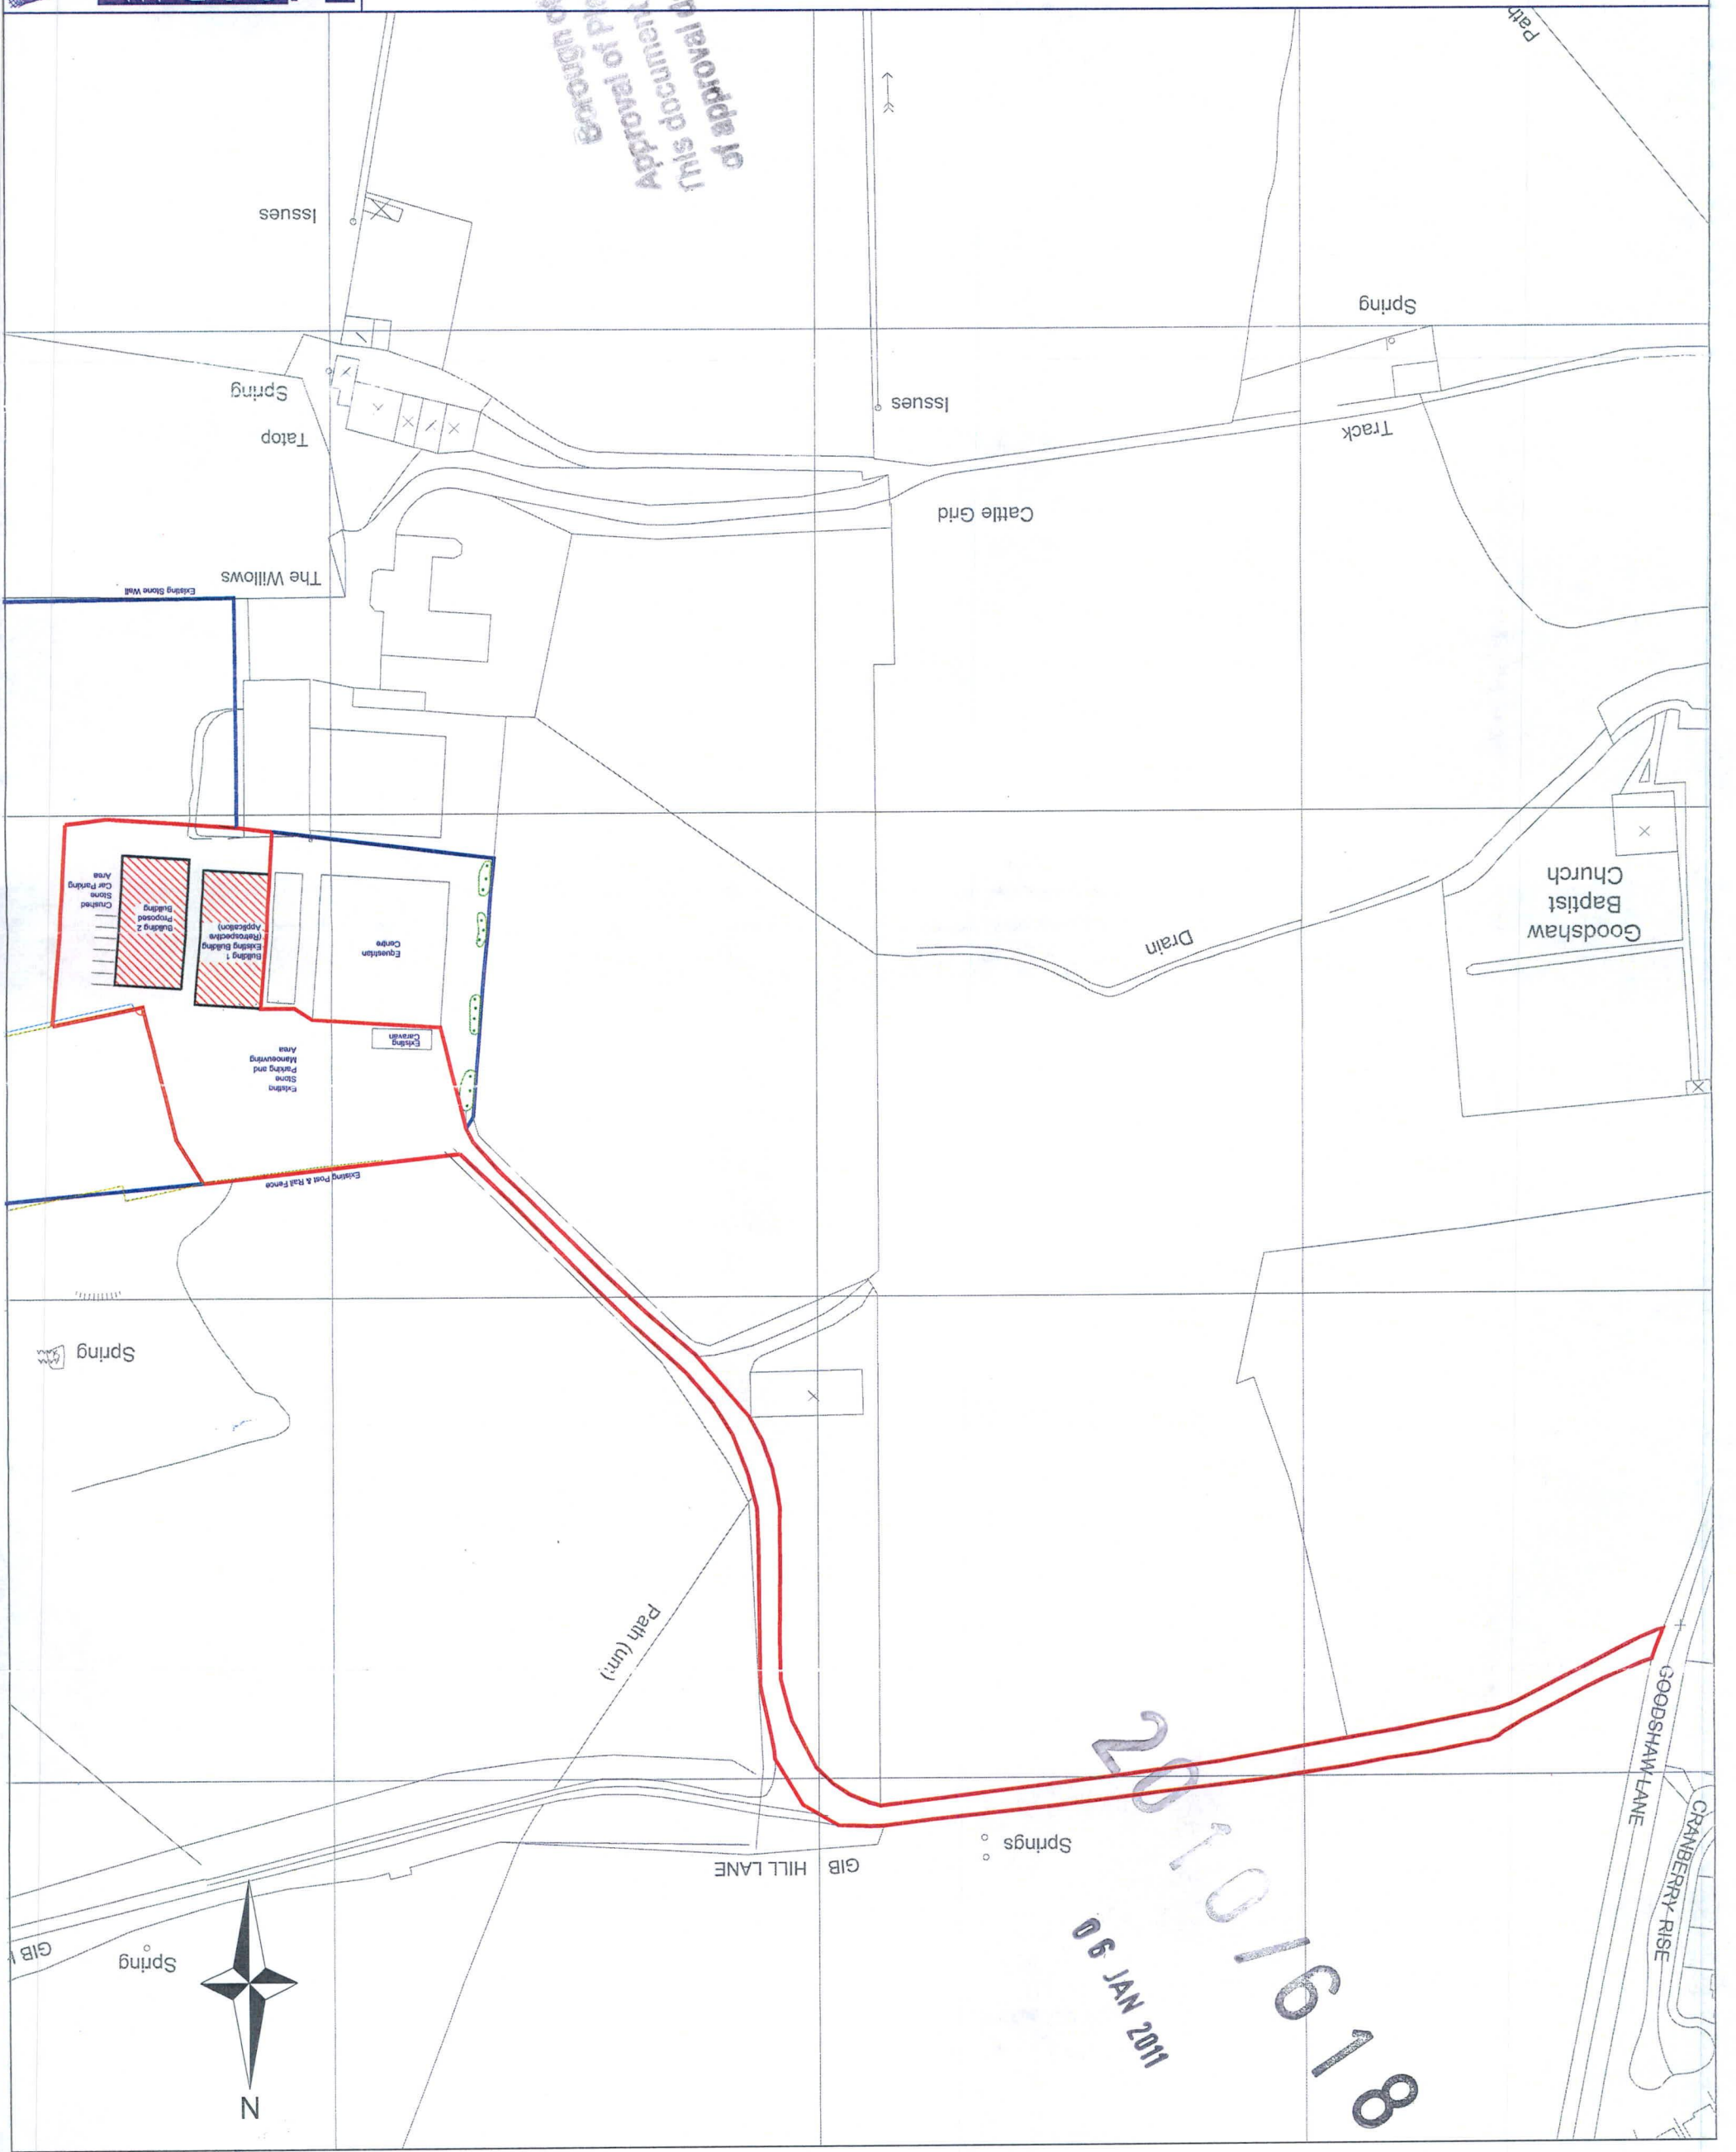 N
Spring
GIB
GIB HILL LANE
Springs
06 JAN 2011
2010/618
CRANBERRY RISE
GOODSHAW LANE
Path (um)
Spring
Existing Post & Rail Fence
Existing
Stone
Parking and
Manoeuvring
Area
Existing
Caravan
Equestrian
Centre
Building 1
Existing Building
(Retrospective
Application)
Building 2
Proposed
Building
Crushed
Stone
Car Parking
Area
Goodshaw
Baptist
Church
Drain
Existing Stone Wall
The Willows
Cattle Grid
Tatop
Spring
Track
Issues
Spring
Issues
Path
Borough
Approval of
This document
of approval